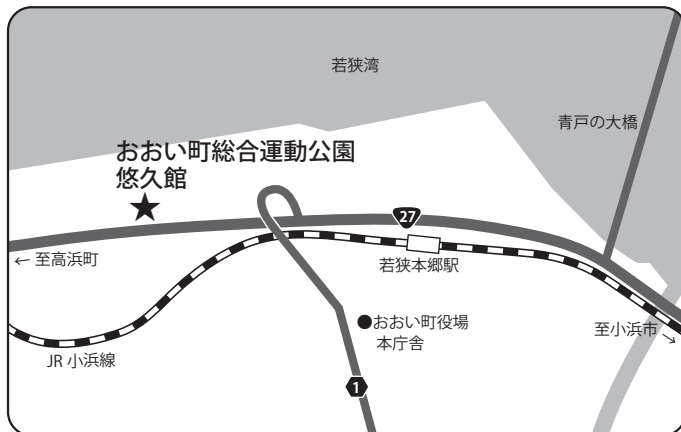 若狭湾
青戸の大橋
おおい町総合運動公園
悠久館
27
← 至高浜町
若狭本郷駅
●おおい町役場
本庁舎
至小浜市
→
JR 小浜線
1